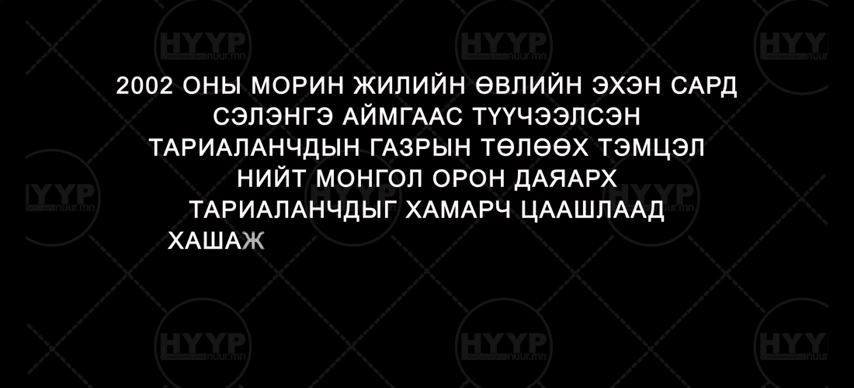 2002 ОНЫ МОРИН ЖИЛИЙН ӨВЛИЙН ЭХЭН САРД
СЭЛЭНГЭ АЙМГААС ТҮҮЧЭЭЛСЭН
ТАРИАЛАНЧДЫН ГАЗРЫН ТӨЛӨӨХ ТЭМЦЭЛ
НИЙТ МОНГОЛ ОРОН ДАЯАРХ
ТАРИАЛАНЧДЫГ ХАМАРЧ ЦААШЛААД
ХАШАЖ